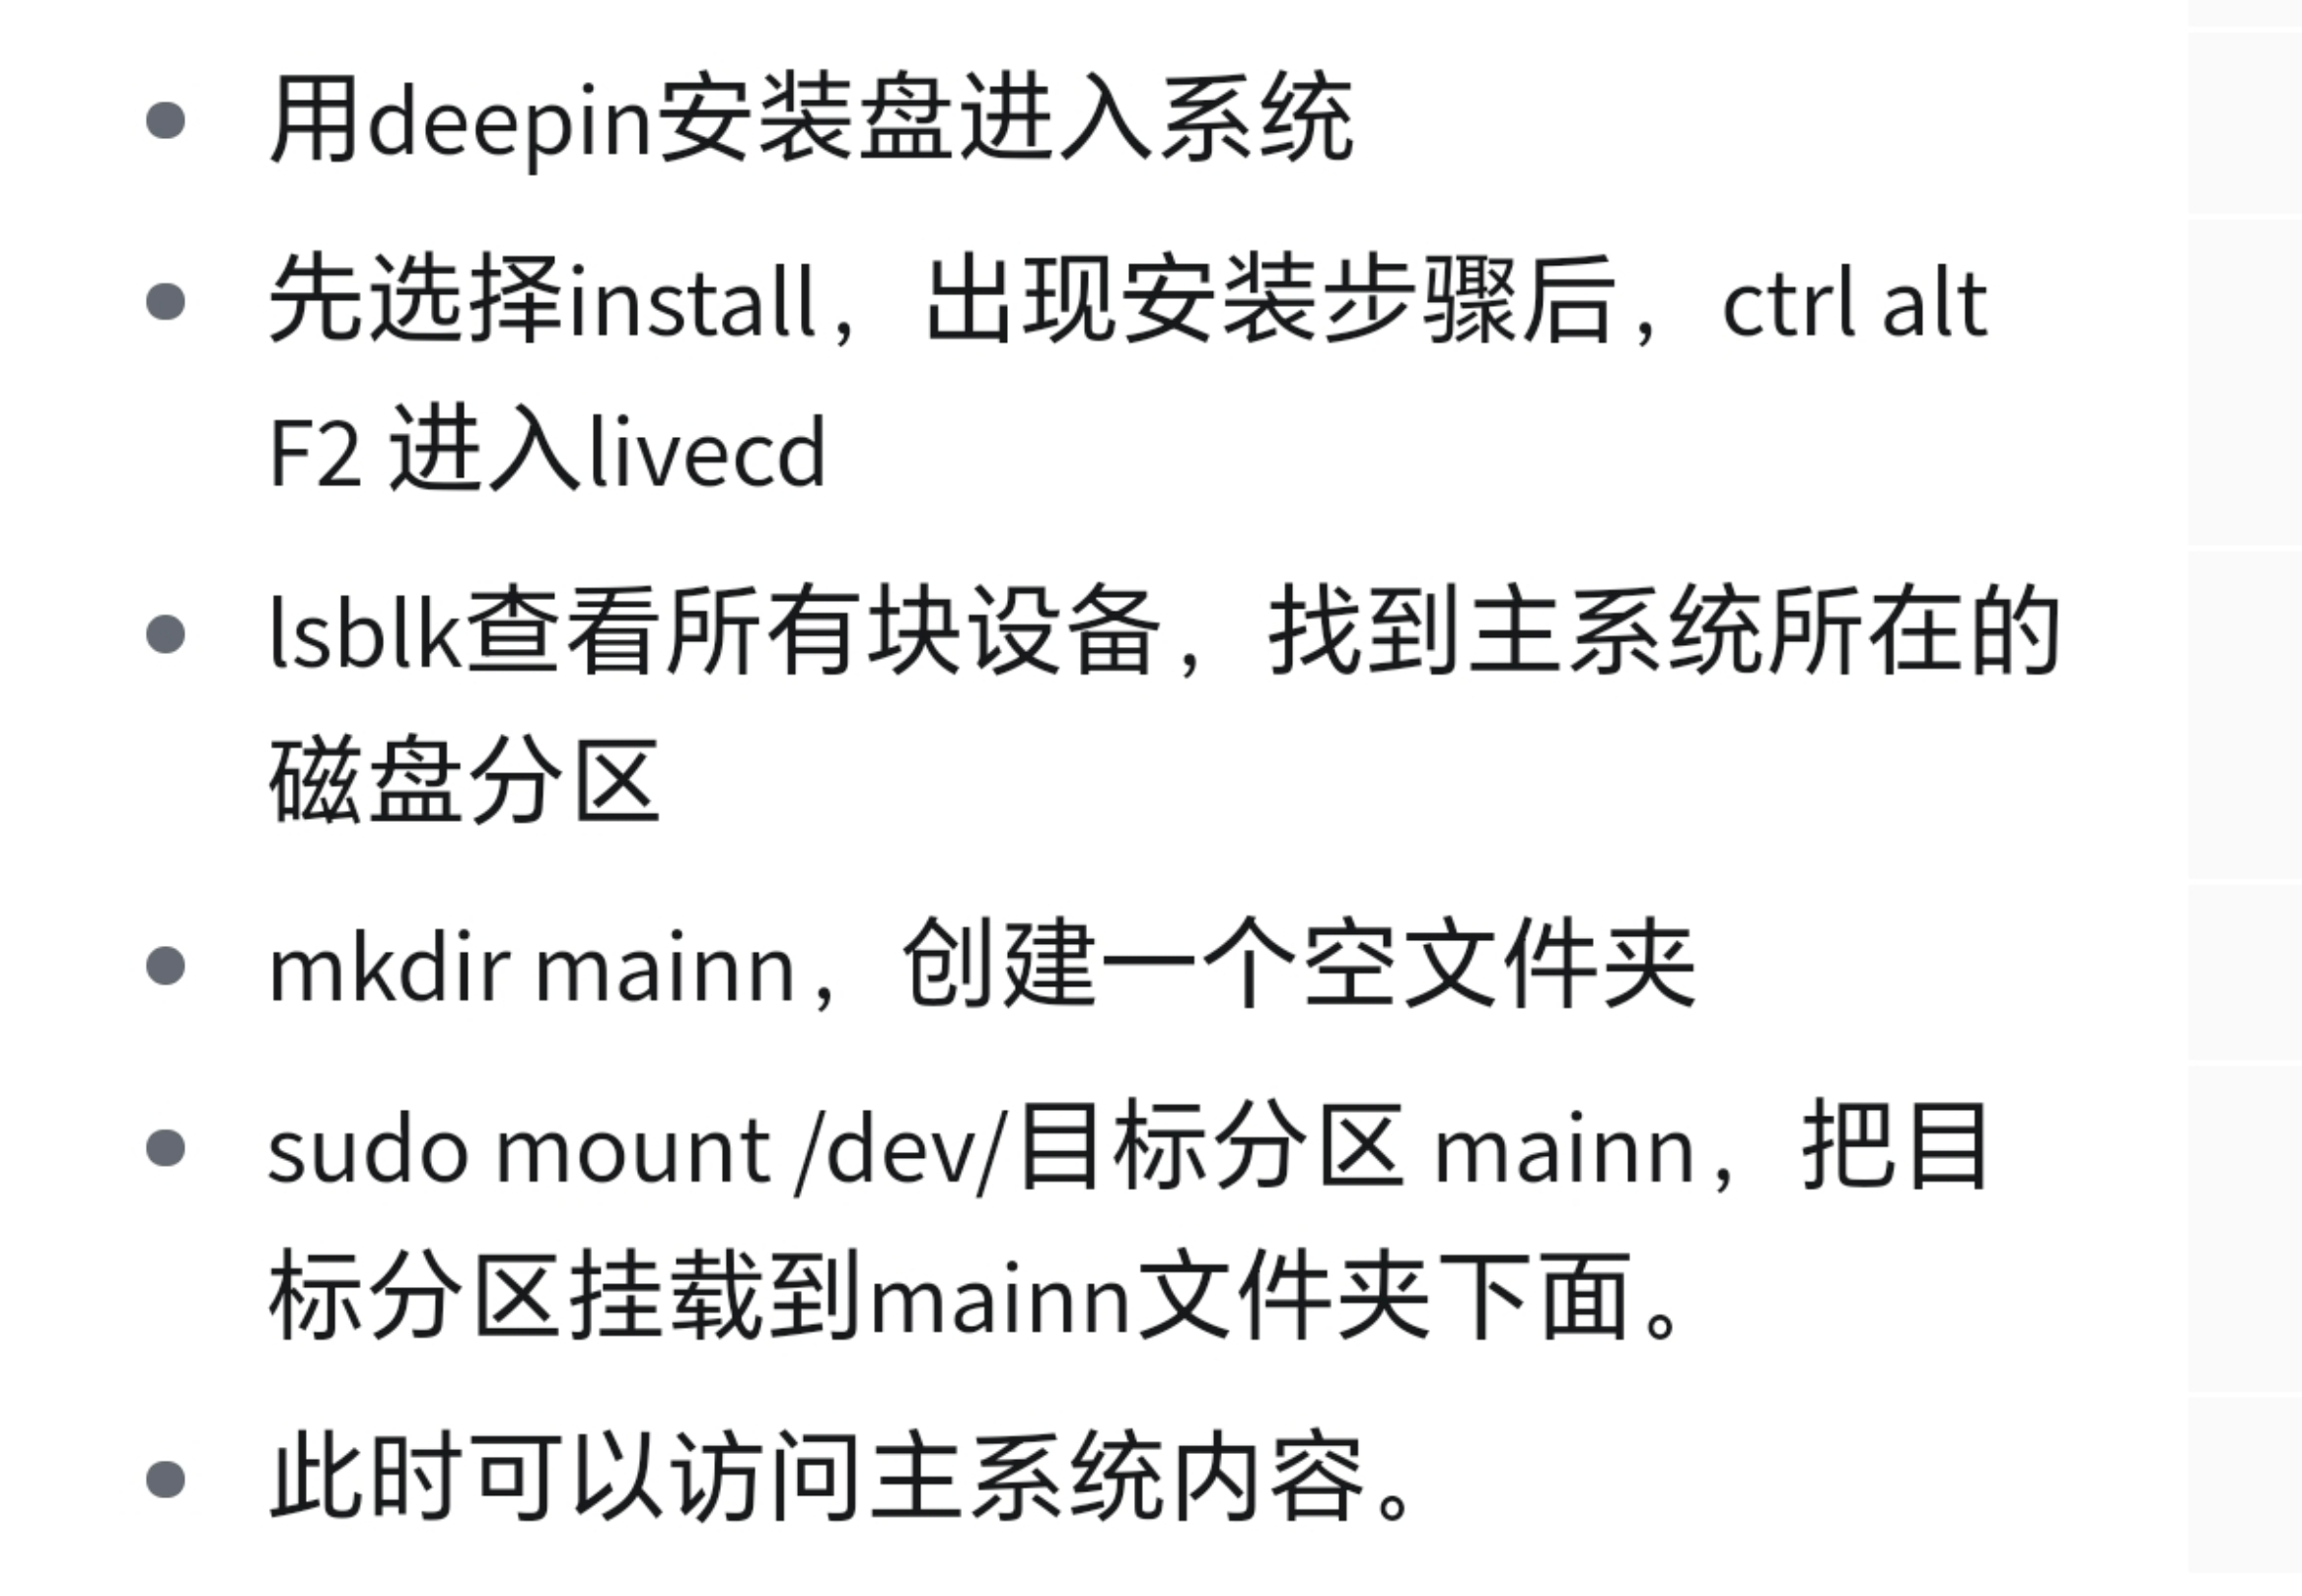 用deepin安装盘进入系统
先选择install，出现安装步骤后，ctrl alt
F2 进入livecd
lsblk查看所有块设备，找到主系统所在的
磁盘分区
mkdir mainn，创建一个空文件夹
sudo mount /dev/目标分区 mainn，把目
标分区挂载到mainn文件夹下面。
此时可以访问主系统内容。